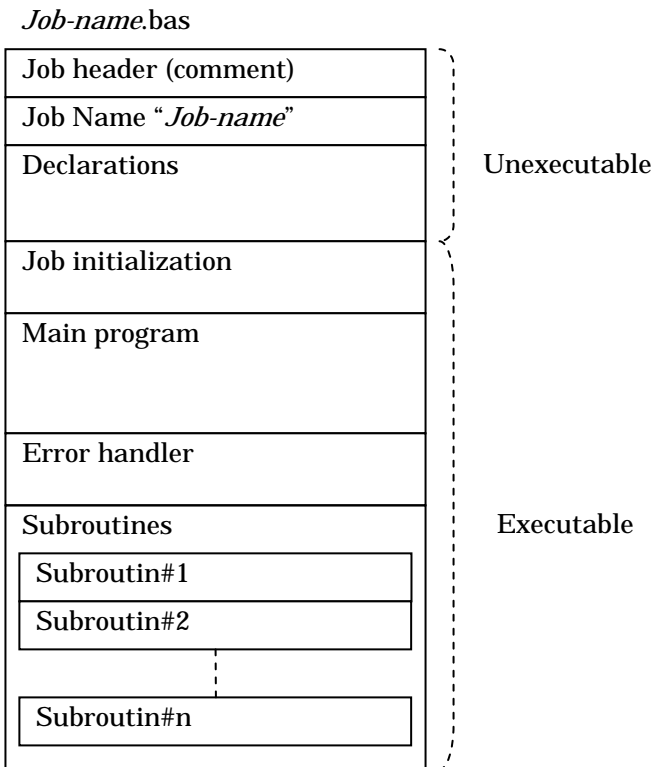 Job-name.bas
Job header (comment)
Job Name “Job-name”
Declarations
Unexecutable
Job initialization
Main program
Error handler
Subroutines
Executable
Subroutin#1
Subroutin#2
Subroutin#n